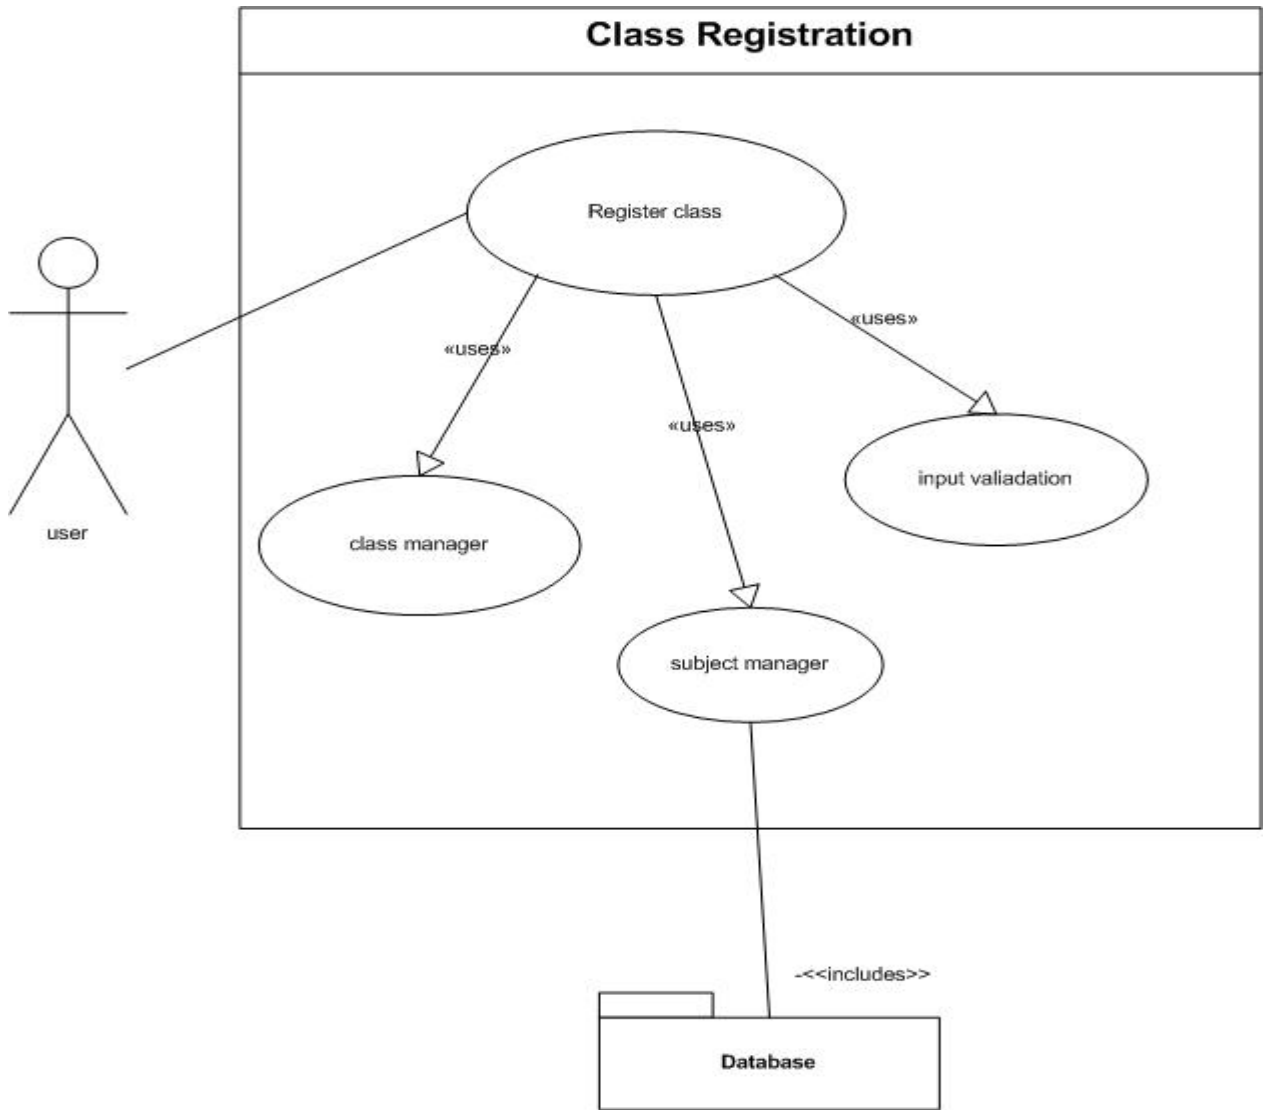 Class Registration
Register class
«uses»
«uses»
«uses»
input valiadation
user
class manager
subject manager
-<<includes>>
Database